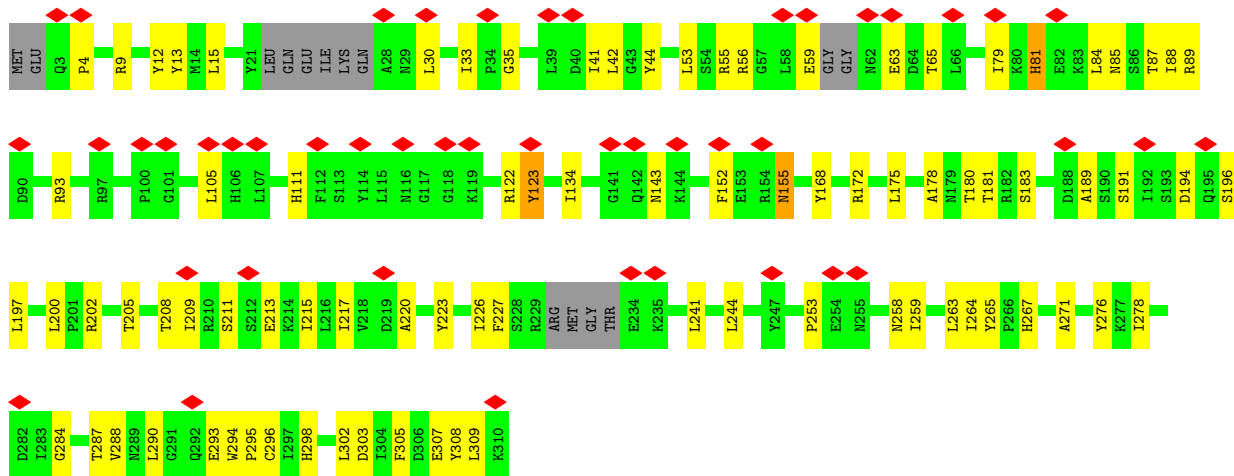 MET GLU Q3 P4 R9 Y12 Y13 M14 L15 Y21 LEU GLN GLU ILE LYS GLN A28 N29 L30 I33 P34 G35 L39 D40 I41 L42 G43 Y44 L53 S54 R55 R56 G57 L58 E59 GLY GLY N62 E63 D64 T65 L66 I79 K80 H81 E82 K83 L84 N85 S86 T87 I88 R89
D90 R93 R97 P100 G101 L105 H106 L107 H111 F112 S113 Y114 L115 N116 G117 G118 K119 R122 Y123 I134 G141 Q142 N143 K144 F152 E153 R154 N155 Y168 R172 L175 A178 N179 T180 T181 R182 S183 D188 A189 S190 S191 I192 S193 D194 Q195 S196
L197 L200 P201 R202 T205 T208 I209 R210 S211 S212 E213 K214 I215 L216 I217 V218 D219 A220 Y223 I226 F227 S228 R229 ARG MET GLY THR E234 K235 L241 L244 Y247 P253 E254 N255 N258 I259 L263 I264 Y265 P266 H267 A271 Y276 K277 I278
D282 I283 G284 T287 V288 N289 L290 G291 Q292 E293 W294 P295 C296 I297 H298 L302 D303 I304 F305 D306 E307 Y308 L309 K310